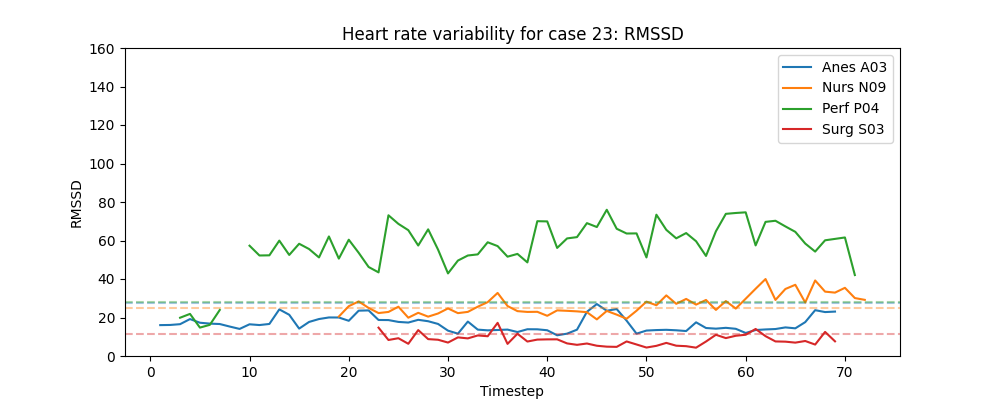 Heart rate variability for case 23: RMSSD
160
140
120
100
80
60
40
20
0
RMSSD
Anes A03
Nurs N09
Perf P04
Surg S03
0 10 20 30 40 50 60 70
Timestep